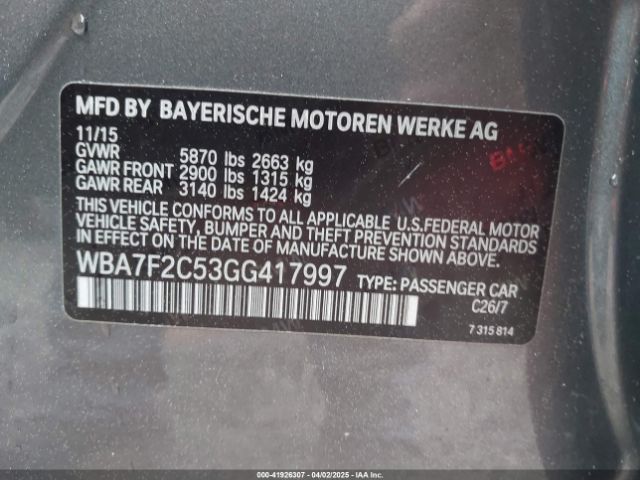 MFD BY BAYERISCHE MOTOREN WERKE AG
11/15
GVWR 5870 lbs 2663 kg
GAWR FRONT 2900 lbs 1315 kg
GAWR REAR 3140 lbs 1424 kg
THIS VEHICLE CONFORMS TO ALL APPLICABLE U.S.FEDERAL MOTOR
VEHICLE SAFETY, BUMPER AND THEFT PREVENTION STANDARDS
IN EFFECT ON THE DATE OF MANUFACTURE SHOWN ABOVE.
WBA7F2C53GG417997 TYPE: PASSENGER CAR
C26/7
7 315 814
000-41926307 - 04/02/2025 - IAAI.COM